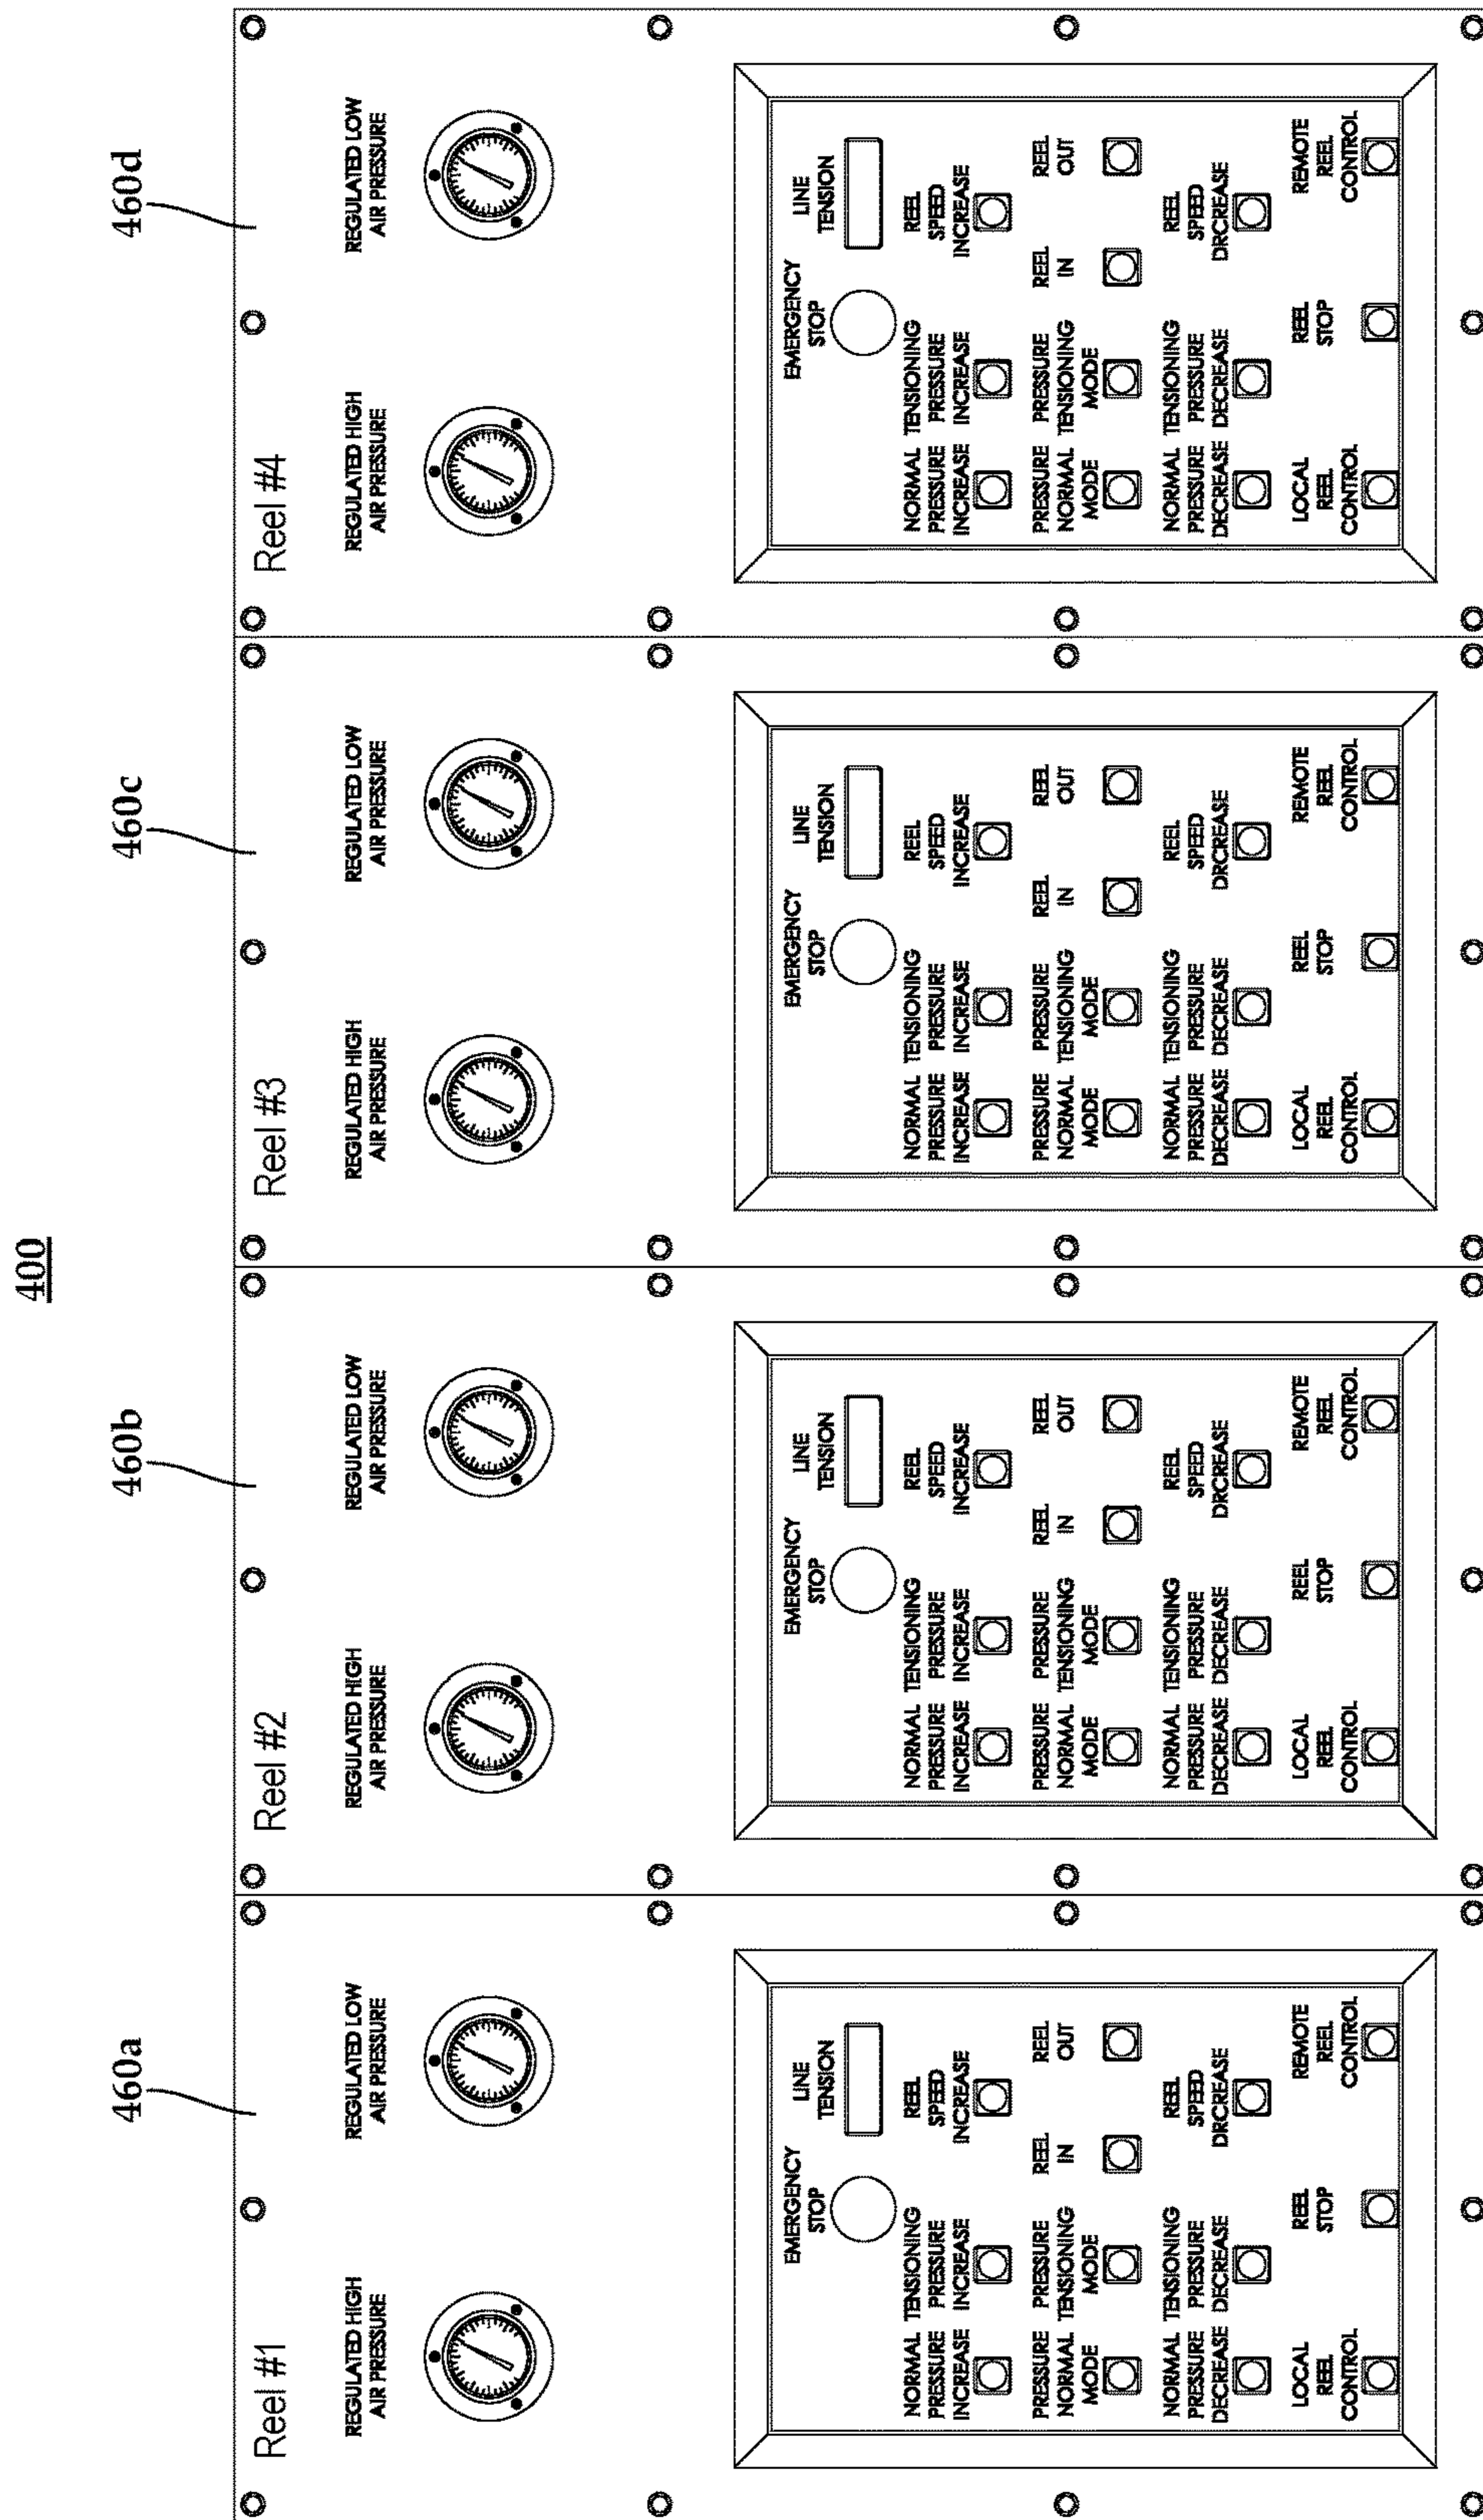 400
460a
460b
460c
460d
Reel #1
REGULATED HIGH
AIR PRESSURE
REGULATED LOW
AIR PRESSURE
EMERGENCY
STOP
LINE
TENSION
NORMAL
PRESSURE
INCREASE
TENSIONING
PRESSURE
INCREASE
REEL
SPEED
INCREASE
PRESSURE
NORMAL
MODE
PRESSURE
TENSIONING
MODE
REEL
IN
REEL
OUT
NORMAL
PRESSURE
DECREASE
TENSIONING
PRESSURE
DECREASE
REEL
SPEED
DRCREASE
LOCAL
REEL
CONTROL
REEL
STOP
REMOTE
REEL
CONTROL
Reel #2
REGULATED HIGH
AIR PRESSURE
REGULATED LOW
AIR PRESSURE
EMERGENCY
STOP
LINE
TENSION
NORMAL
PRESSURE
INCREASE
TENSIONING
PRESSURE
INCREASE
REEL
SPEED
INCREASE
PRESSURE
NORMAL
MODE
PRESSURE
TENSIONING
MODE
REEL
IN
REEL
OUT
NORMAL
PRESSURE
DECREASE
TENSIONING
PRESSURE
DECREASE
REEL
SPEED
DRCREASE
LOCAL
REEL
CONTROL
REEL
STOP
REMOTE
REEL
CONTROL
Reel #3
REGULATED HIGH
AIR PRESSURE
REGULATED LOW
AIR PRESSURE
EMERGENCY
STOP
LINE
TENSION
NORMAL
PRESSURE
INCREASE
TENSIONING
PRESSURE
INCREASE
REEL
SPEED
INCREASE
PRESSURE
NORMAL
MODE
PRESSURE
TENSIONING
MODE
REEL
IN
REEL
OUT
NORMAL
PRESSURE
DECREASE
TENSIONING
PRESSURE
DECREASE
REEL
SPEED
DRCREASE
LOCAL
REEL
CONTROL
REEL
STOP
REMOTE
REEL
CONTROL
Reel #4
REGULATED HIGH
AIR PRESSURE
REGULATED LOW
AIR PRESSURE
EMERGENCY
STOP
LINE
TENSION
NORMAL
PRESSURE
INCREASE
TENSIONING
PRESSURE
INCREASE
REEL
SPEED
INCREASE
PRESSURE
NORMAL
MODE
PRESSURE
TENSIONING
MODE
REEL
IN
REEL
OUT
NORMAL
PRESSURE
DECREASE
TENSIONING
PRESSURE
DECREASE
REEL
SPEED
DRCREASE
LOCAL
REEL
CONTROL
REEL
STOP
REMOTE
REEL
CONTROL